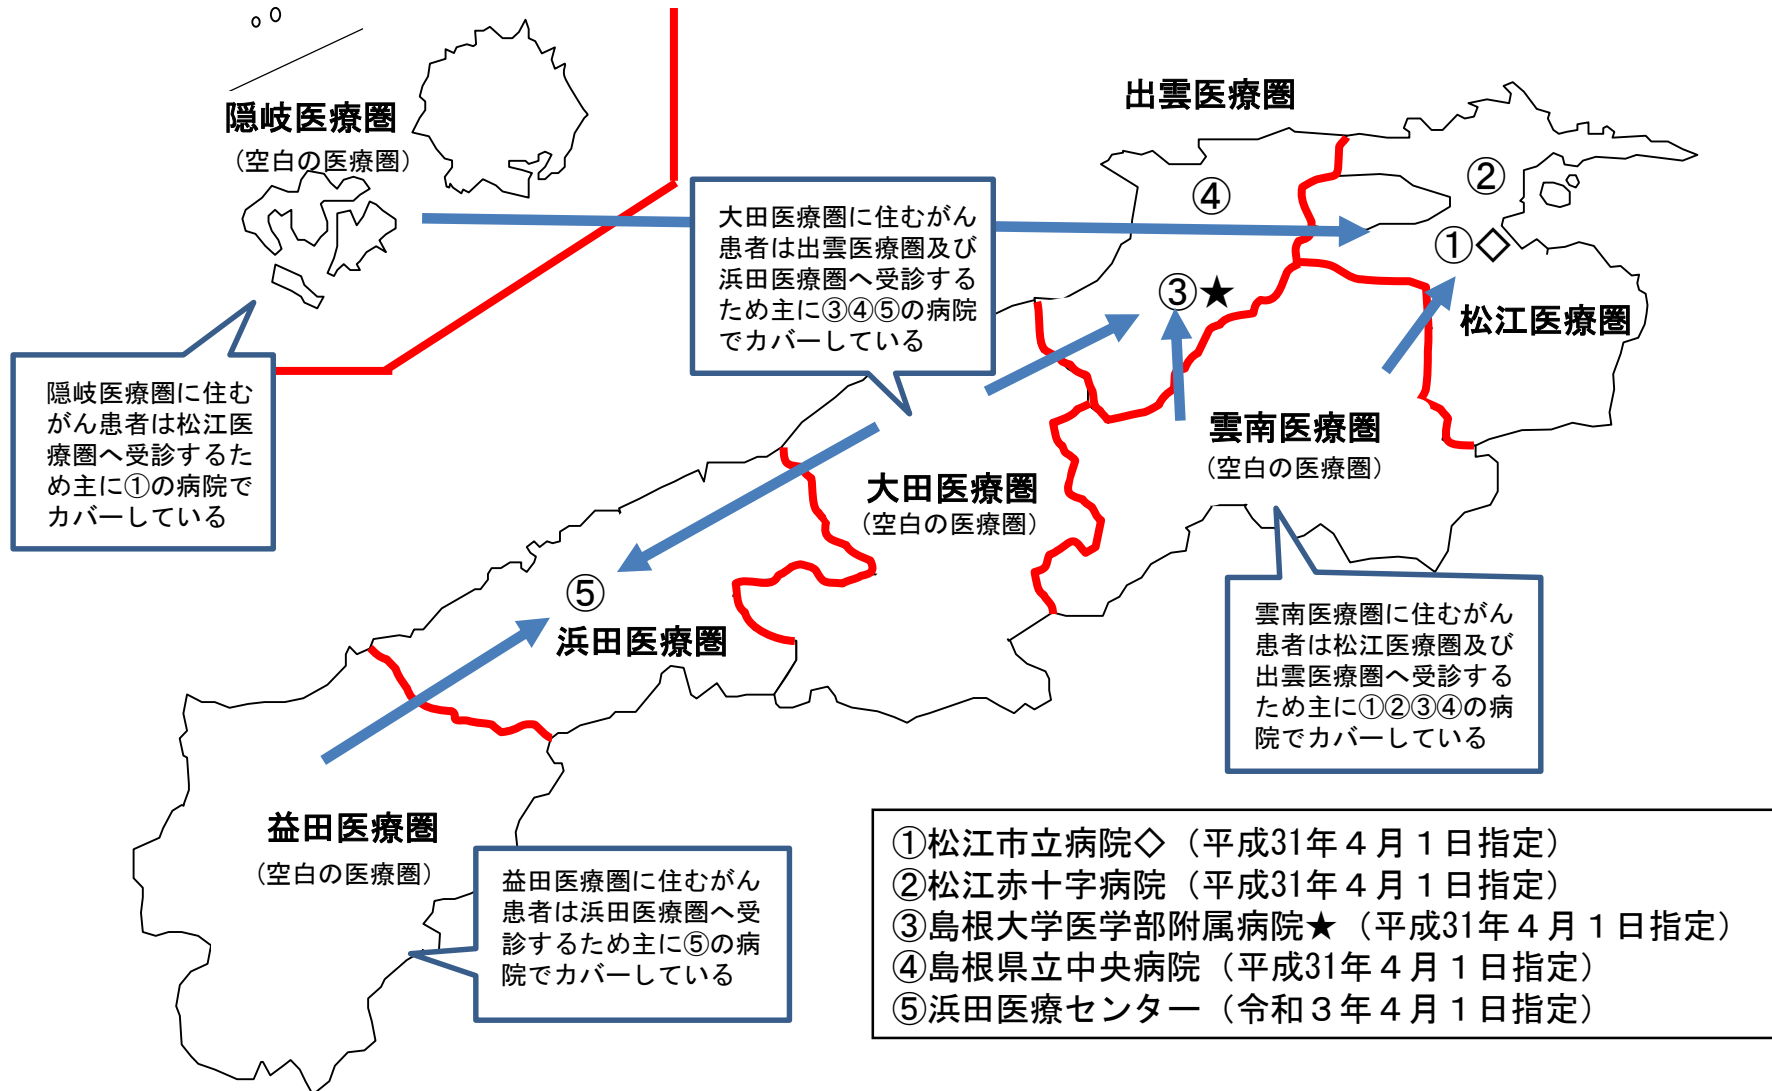 出雲医療圏
隠岐医療圏
（空白の医療圏）
②
④
大田医療圏に住むがん
患者は出雲医療圏及び
浜田医療圏へ受診する
ため主に③④⑤の病院
でカバーしている
①◇
③★
松江医療圏
隠岐医療圏に住む
がん患者は松江医
療圏へ受診するた
め主に①の病院で
カバーしている
雲南医療圏
（空白の医療圏）
大田医療圏
（空白の医療圏）
⑤
浜田医療圏
雲南医療圏に住むがん
患者は松江医療圏及び
出雲医療圏へ受診する
ため主に①②③④の病
院でカバーしている
益田医療圏
（空白の医療圏）
益田医療圏に住むがん
患者は浜田医療圏へ受
診するため主に⑤の病
院でカバーしている
①松江市立病院◇（平成31年４月１日指定）
②松江赤十字病院（平成31年４月１日指定）
③島根大学医学部附属病院★（平成31年４月１日指定）
④島根県立中央病院（平成31年４月１日指定）
⑤浜田医療センター（令和３年４月１日指定）